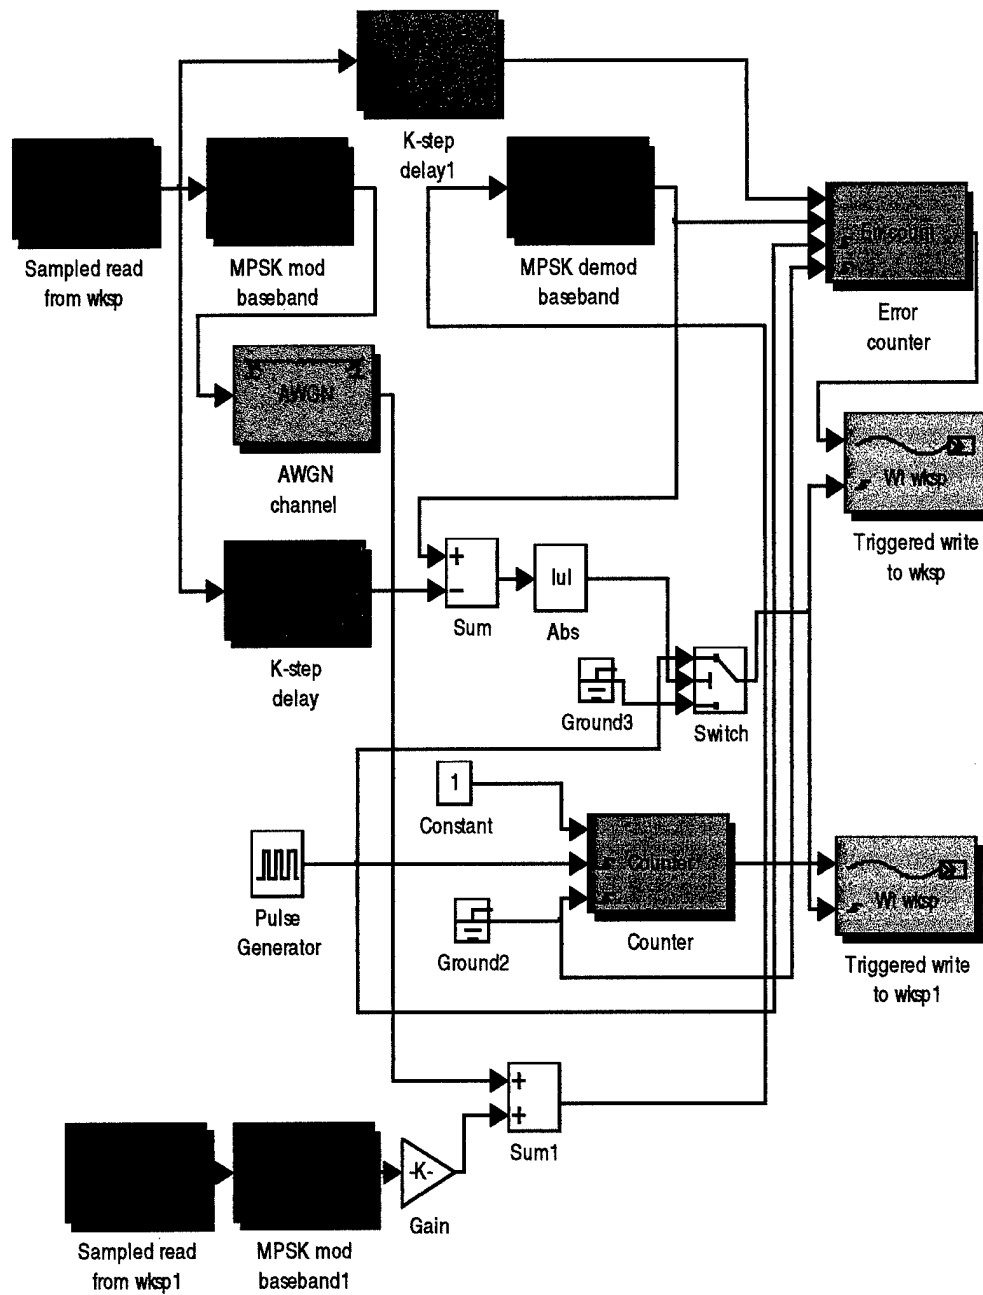 K-step
delay1
Sampled read
from wksp
MPSK mod
baseband
MPSK demod
baseband
Error
counter
AWGN
AWGN
channel
Wt wksp
Triggered write
to wksp
+
−
Sum
|u|
Abs
K-step
delay
Ground3
Switch
1
Constant
Counter
Counter
Pulse
Generator
Ground2
Wt wksp
Triggered write
to wksp1
+
+
Sum1
-K-
Gain
Sampled read
from wksp1
MPSK mod
baseband1